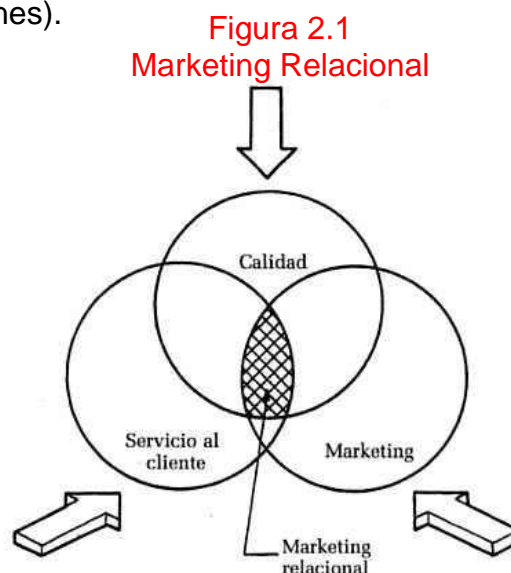 nes).
Figura 2.1
Marketing Relacional
Calidad
Servicio al
cliente
Marketing
Marketing
relacional